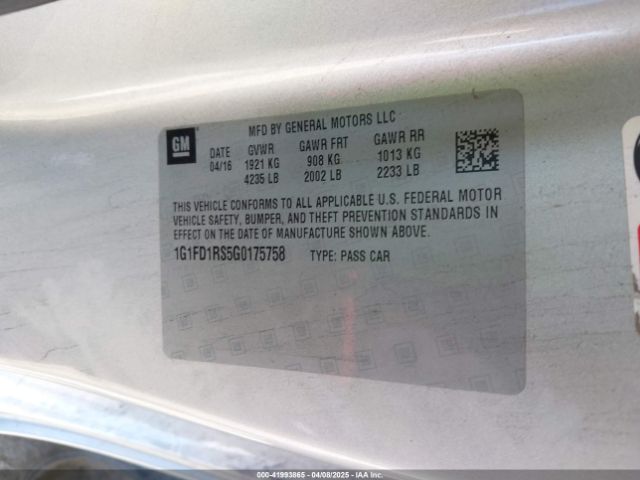 MFD BY GENERAL MOTORS LLC
GM DATE GVWR GAWR FRT GAWR RR
04/16 1921 KG 908 KG 1013 KG
4235 LB 2002 LB 2233 LB
THIS VEHICLE CONFORMS TO ALL APPLICABLE U.S. FEDERAL MOTOR
VEHICLE SAFETY, BUMPER, AND THEFT PREVENTION STANDARDS IN
EFFECT ON THE DATE OF MANUFACTURE SHOWN ABOVE.
1G1FD1RS5G0175758 TYPE: PASS CAR
000-41993865 - 04/08/2025 - IAA Inc.